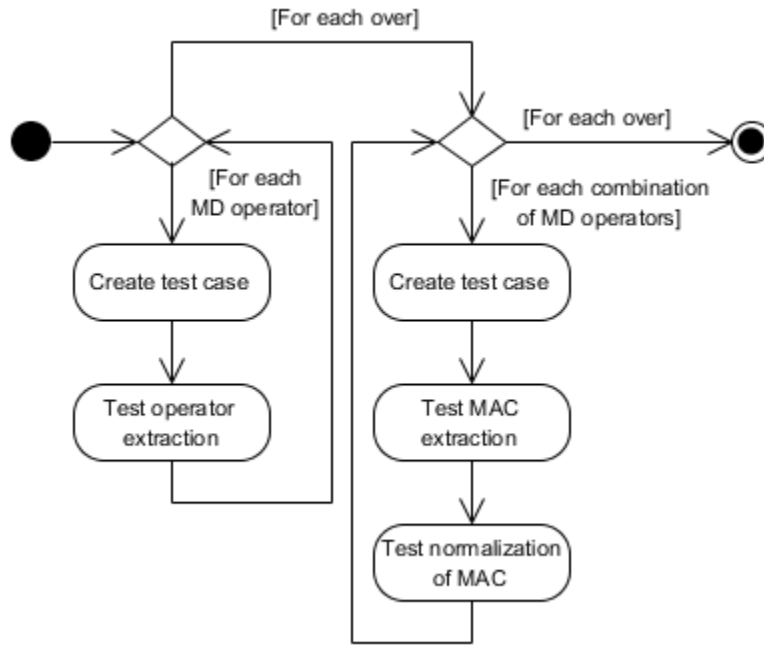 [For each over]
[For each over]
[For each
MD operator]
[For each combination
of MD operators]
Create test case
Create test case
Test operator
extraction
Test MAC
extraction
Test normalization
of MAC